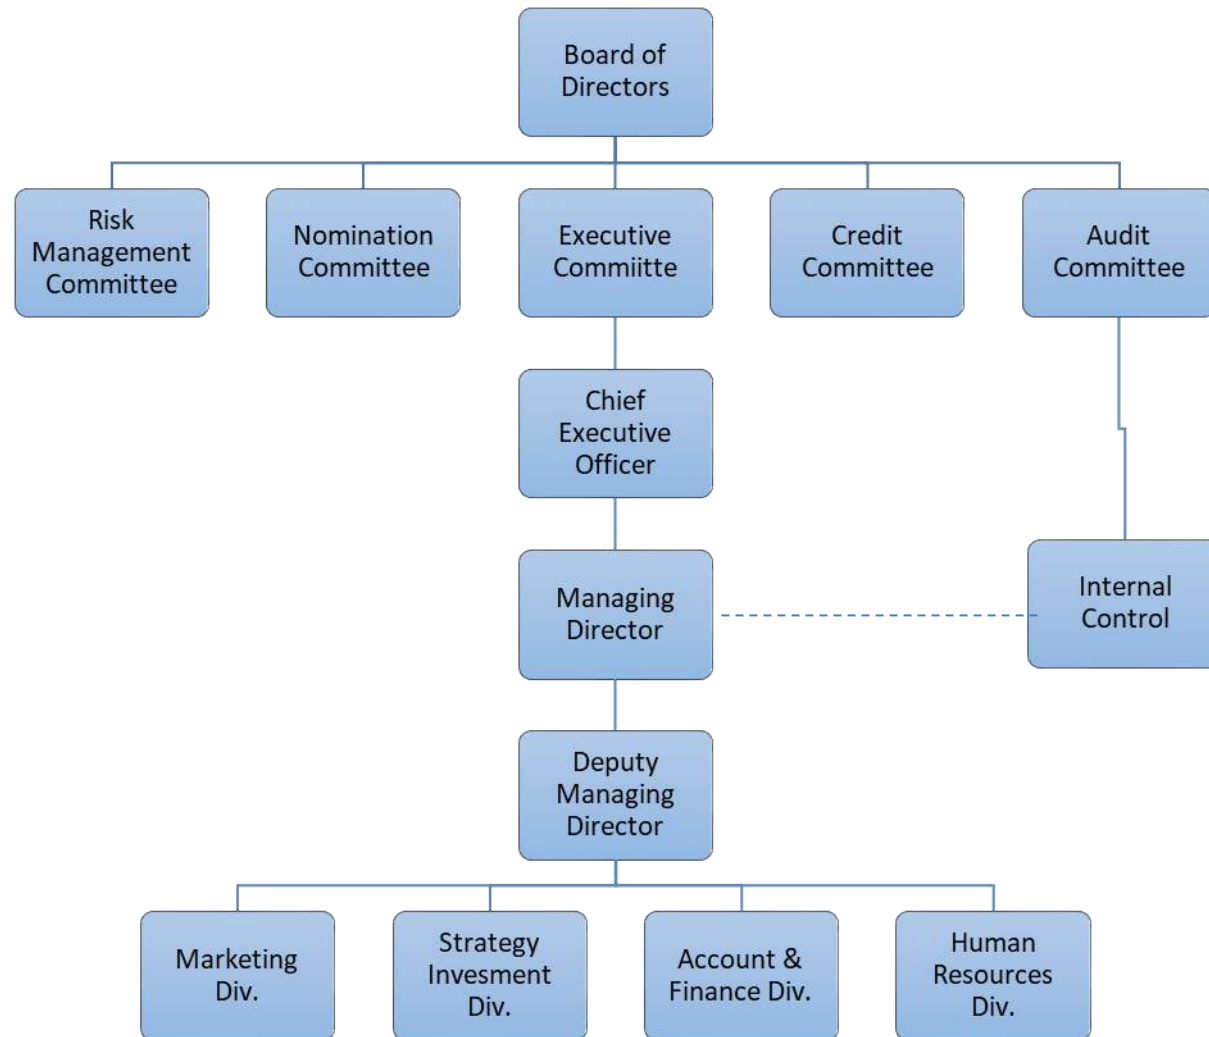 Board of
Directors
Risk
Management
Committee
Nomination
Committee
Executive
Commiitte
Credit
Committee
Audit
Committee
Chief
Executive
Officer
Managing
Director
Internal
Control
Deputy
Managing
Director
Marketing
Div.
Strategy
Invesment
Div.
Account &
Finance Div.
Human
Resources
Div.